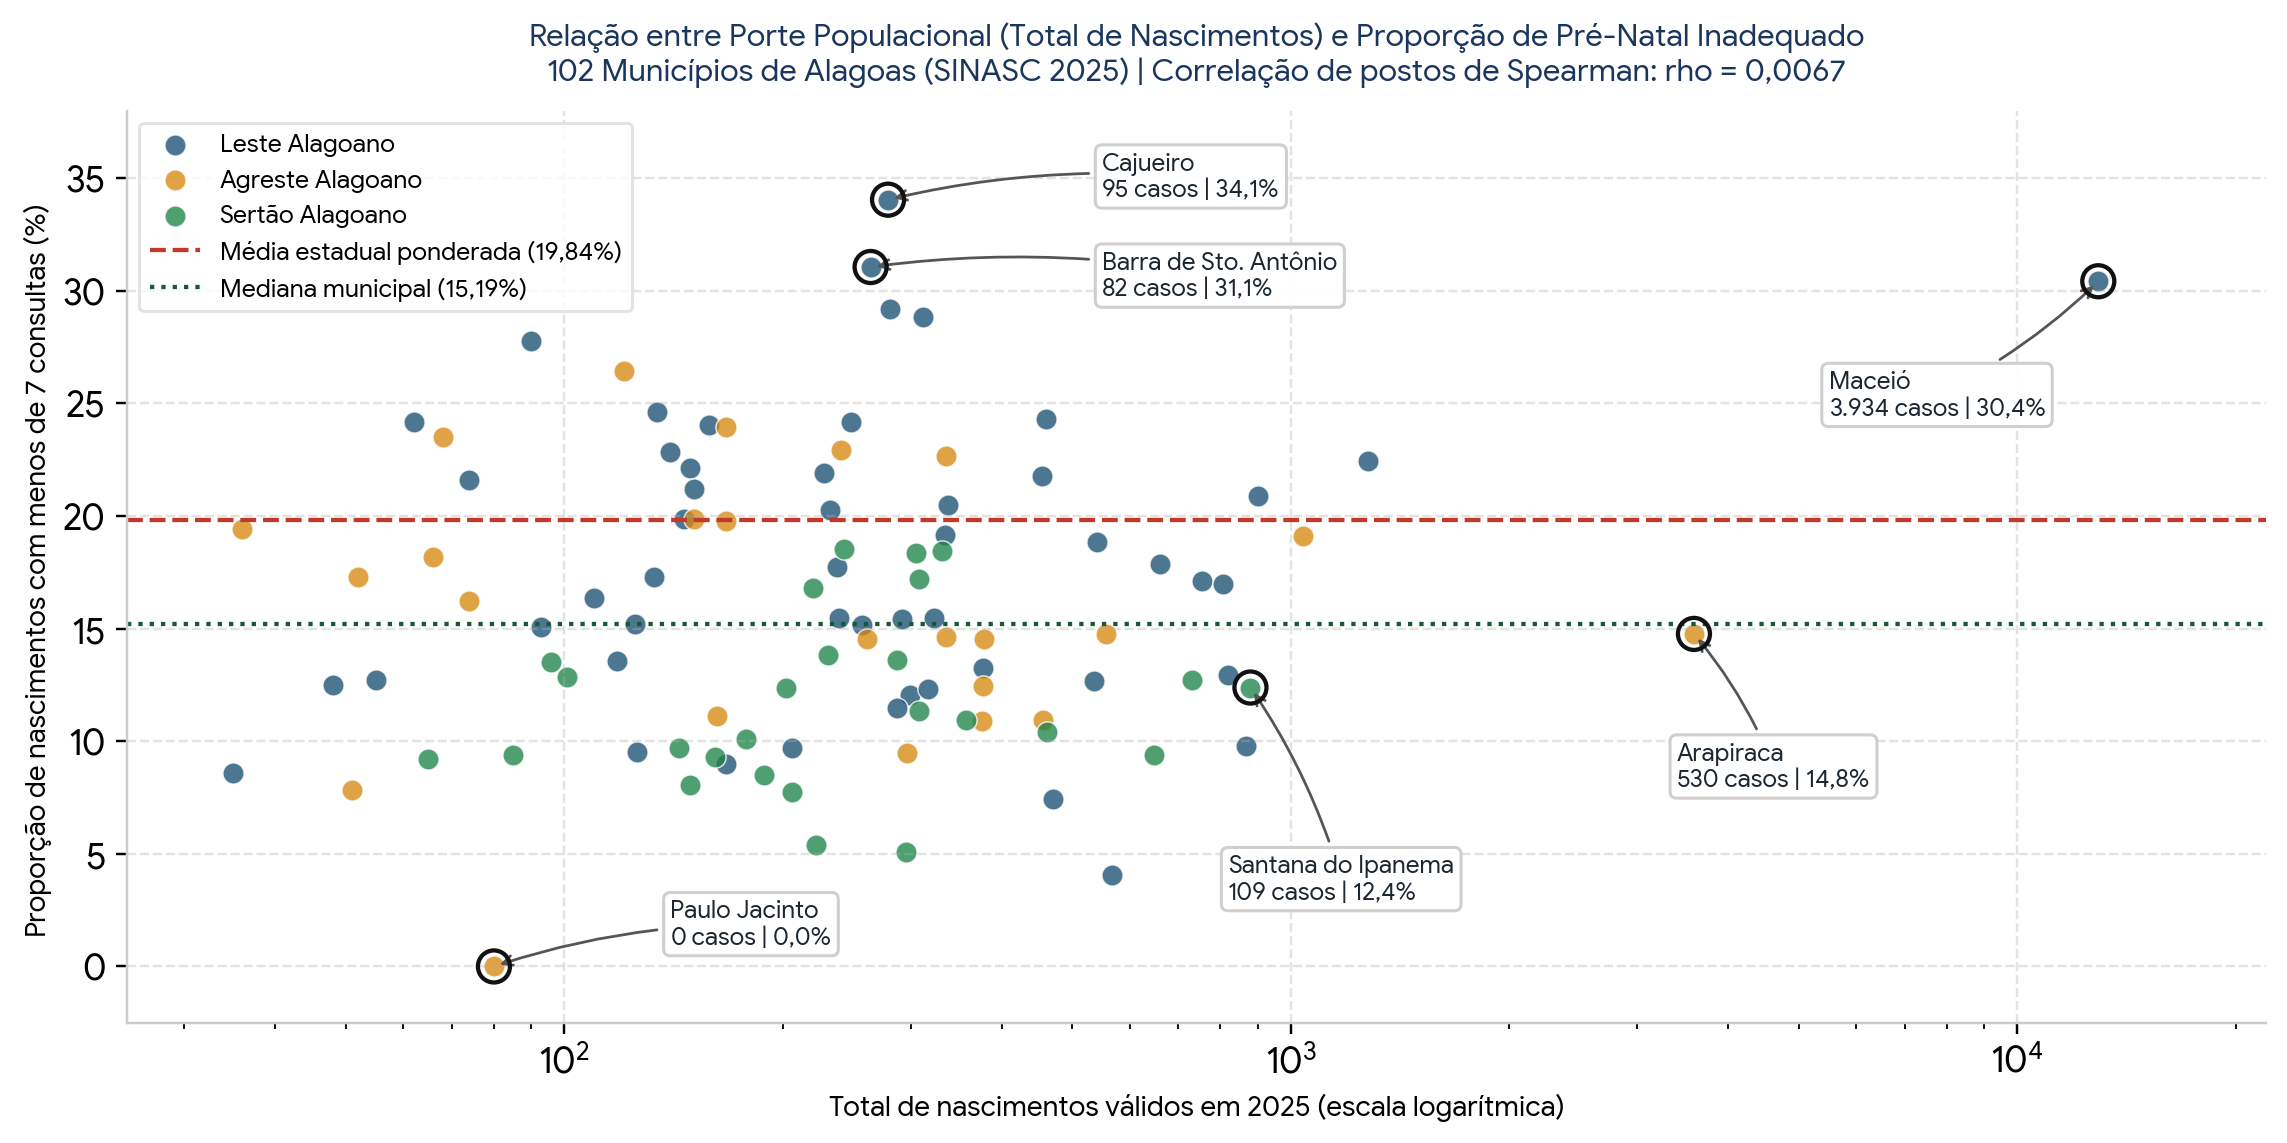 Relação entre Porte Populacional (Total de Nascimentos) e Proporção de Pré-Natal Inadequado
102 Municípios de Alagoas (SINASC 2025) | Correlação de postos de Spearman: rho = 0,0067
Leste Alagoano
Agreste Alagoano
Sertão Alagoano
Média estadual ponderada (19,84%)
Mediana municipal (15,19%)
Cajueiro
95 casos | 34,1%
Barra de Sto. Antônio
82 casos | 31,1%
Maceió
3.934 casos | 30,4%
Arapiraca
530 casos | 14,8%
Santana do Ipanema
109 casos | 12,4%
Paulo Jacinto
0 casos | 0,0%
Proporção de nascimentos com menos de 7 consultas (%)
35
30
25
20
15
10
5
0
10²
10³
10⁴
Total de nascimentos válidos em 2025 (escala logarítmica)